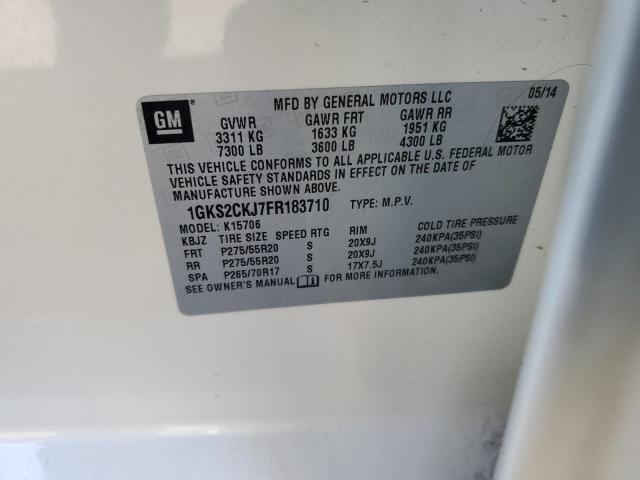 GM ®
MFD BY GENERAL MOTORS LLC 05/14
GVWR GAWR FRT GAWR RR
3311 KG 1633 KG 1951 KG
7300 LB 3600 LB 4300 LB
THIS VEHICLE CONFORMS TO ALL APPLICABLE U.S. FEDERAL MOTOR
VEHICLE SAFETY STANDARDS IN EFFECT ON THE DATE OF
MANUFACTURE SHOWN ABOVE.
1GKS2CKJ7FR183710 TYPE: M.P.V.
MODEL: K15706
KBJZ TIRE SIZE SPEED RTG RIM COLD TIRE PRESSURE
FRT P275/55R20 S 20X9J 240KPA(35PSI)
RR P275/55R20 S 20X9J 240KPA(35PSI)
SPA P265/70R17 S 17X7.5J 240KPA(35PSI)
SEE OWNER'S MANUAL FOR MORE INFORMATION.